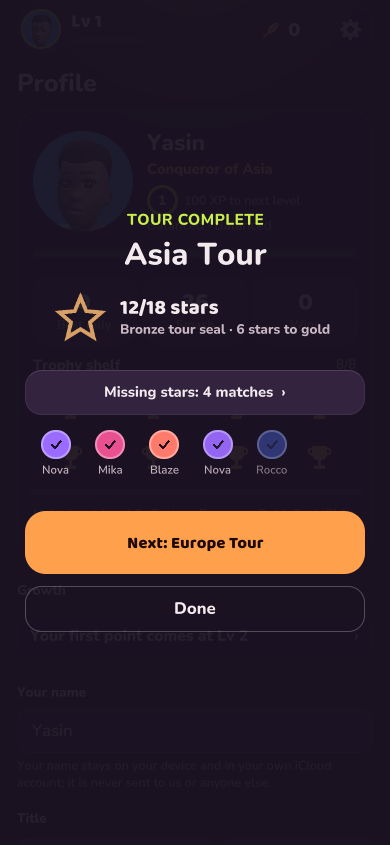 Lv 1
0
Profile
Yasin
Conqueror of Asia
1
100 XP to next level
TOUR COMPLETE
Asia Tour
12/18 stars
0
Bronze tour seal · 6 stars to gold
Trophy shelf
8/8
Missing stars: 4 matches ›
Nova
Mika
Blaze
Nova
Rocco
Next: Europe Tour
Growth
Done
Your first point comes at Lv 2
Your name
Yasin
Your name stays on your device and in your own iCloud
account; it is never sent to us or anyone else.
Title